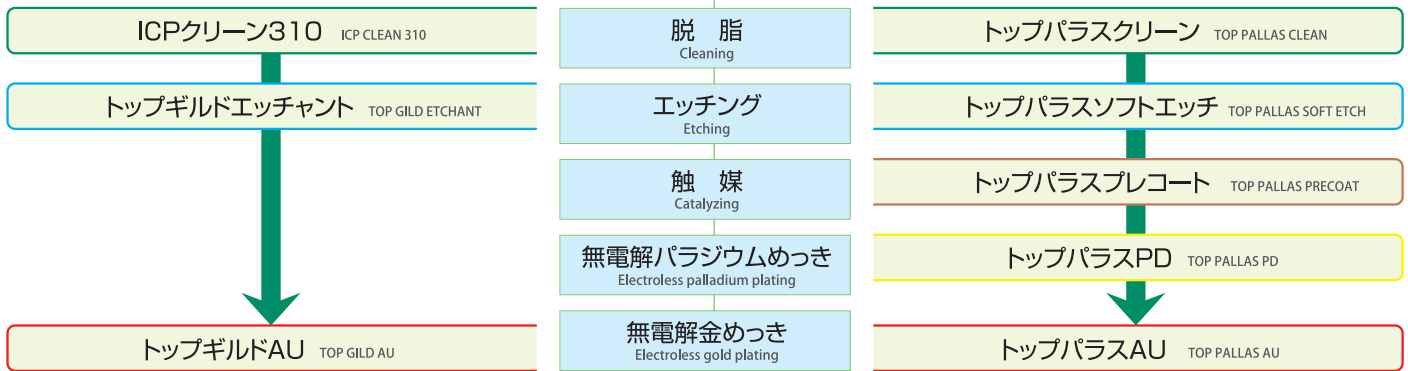 ICPクリーン310 ICP CLEAN 310
脱 脂
Cleaning
トップパラスクリーン TOP PALLAS CLEAN
トップギルドエッチャント TOP GILD ETCHANT
エッチング
Etching
トップパラスソフトエッチ TOP PALLAS SOFT ETCH
触 媒
Catalyzing
トップパラスプレコート TOP PALLAS PRECOAT
無電解パラジウムめっき
Electroless palladium plating
トップパラスPD TOP PALLAS PD
トップギルドAU TOP GILD AU
無電解金めっき
Electroless gold plating
トップパラスAU TOP PALLAS AU